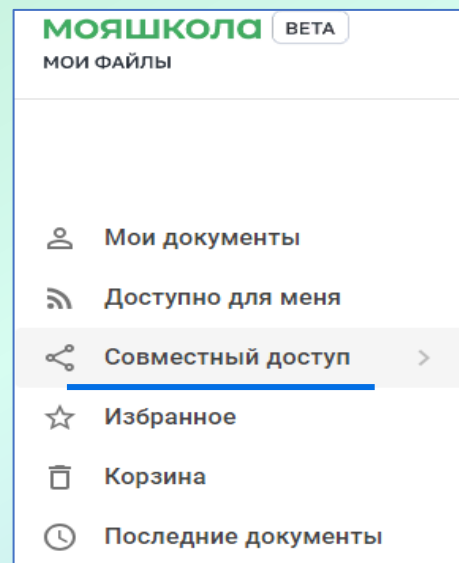 мояшкола BETA
МОИ ФАЙЛЫ
Мои документы
Доступно для меня
Совместный доступ
Избранное
Корзина
Последние документы